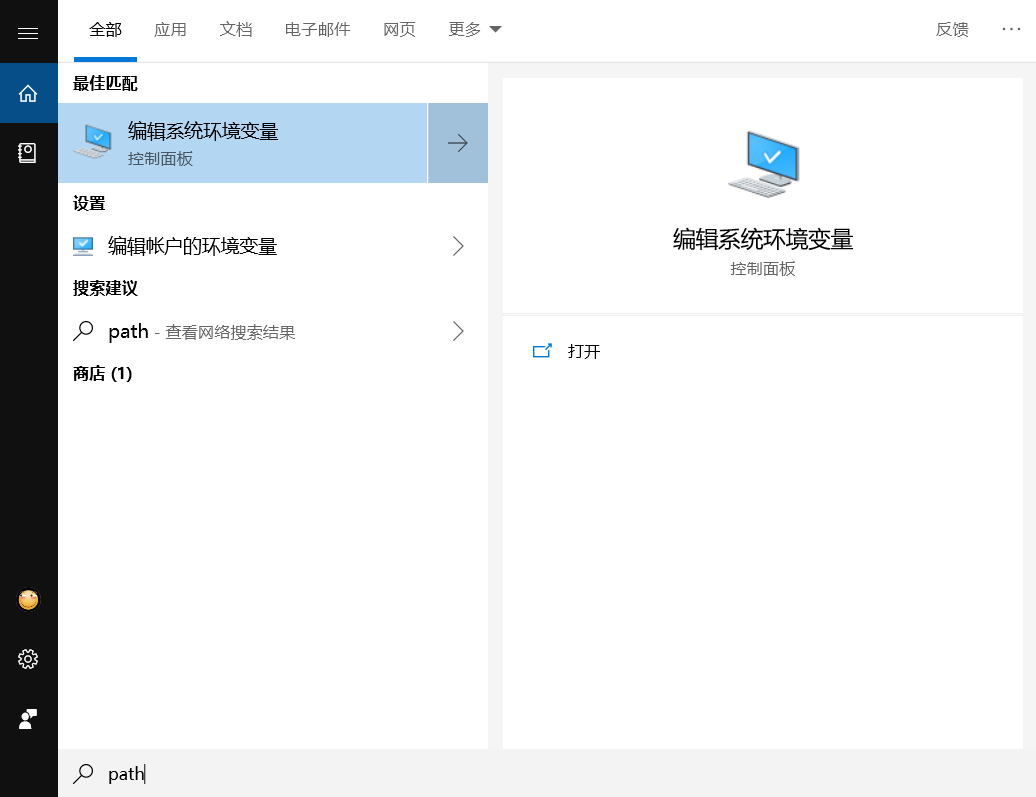 全部 应用 文档 电子邮件 网页 更多 反馈 ···
最佳匹配
编辑系统环境变量
控制面板
设置
编辑帐户的环境变量
搜索建议
path - 查看网络搜索结果
商店 (1)
编辑系统环境变量
控制面板
打开
path